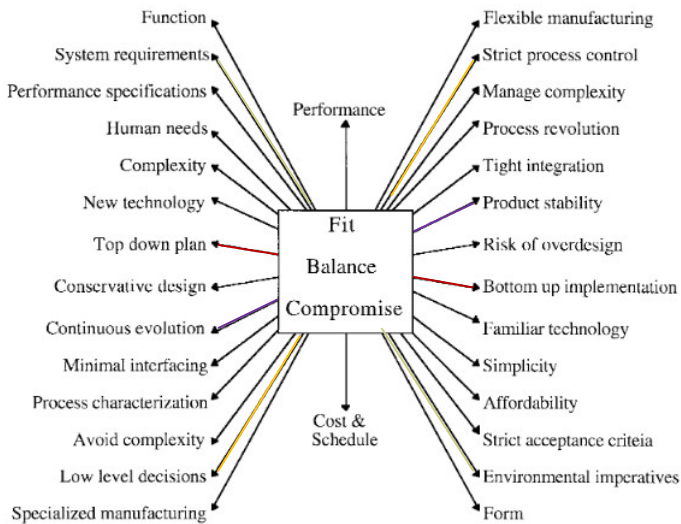 Function
System requirements
Performance specifications
Human needs
Complexity
New technology
Top down plan
Conservative design
Continuous evolution
Minimal interfacing
Process characterization
Avoid complexity
Low level decisions
Specialized manufacturing
Performance
Fit
Balance
Compromise
Cost &
Schedule
Flexible manufacturing
Strict process control
Manage complexity
Process revolution
Tight integration
Product stability
Risk of overdesign
Bottom up implementation
Familiar technology
Simplicity
Affordability
Strict acceptance criteia
Environmental imperatives
Form